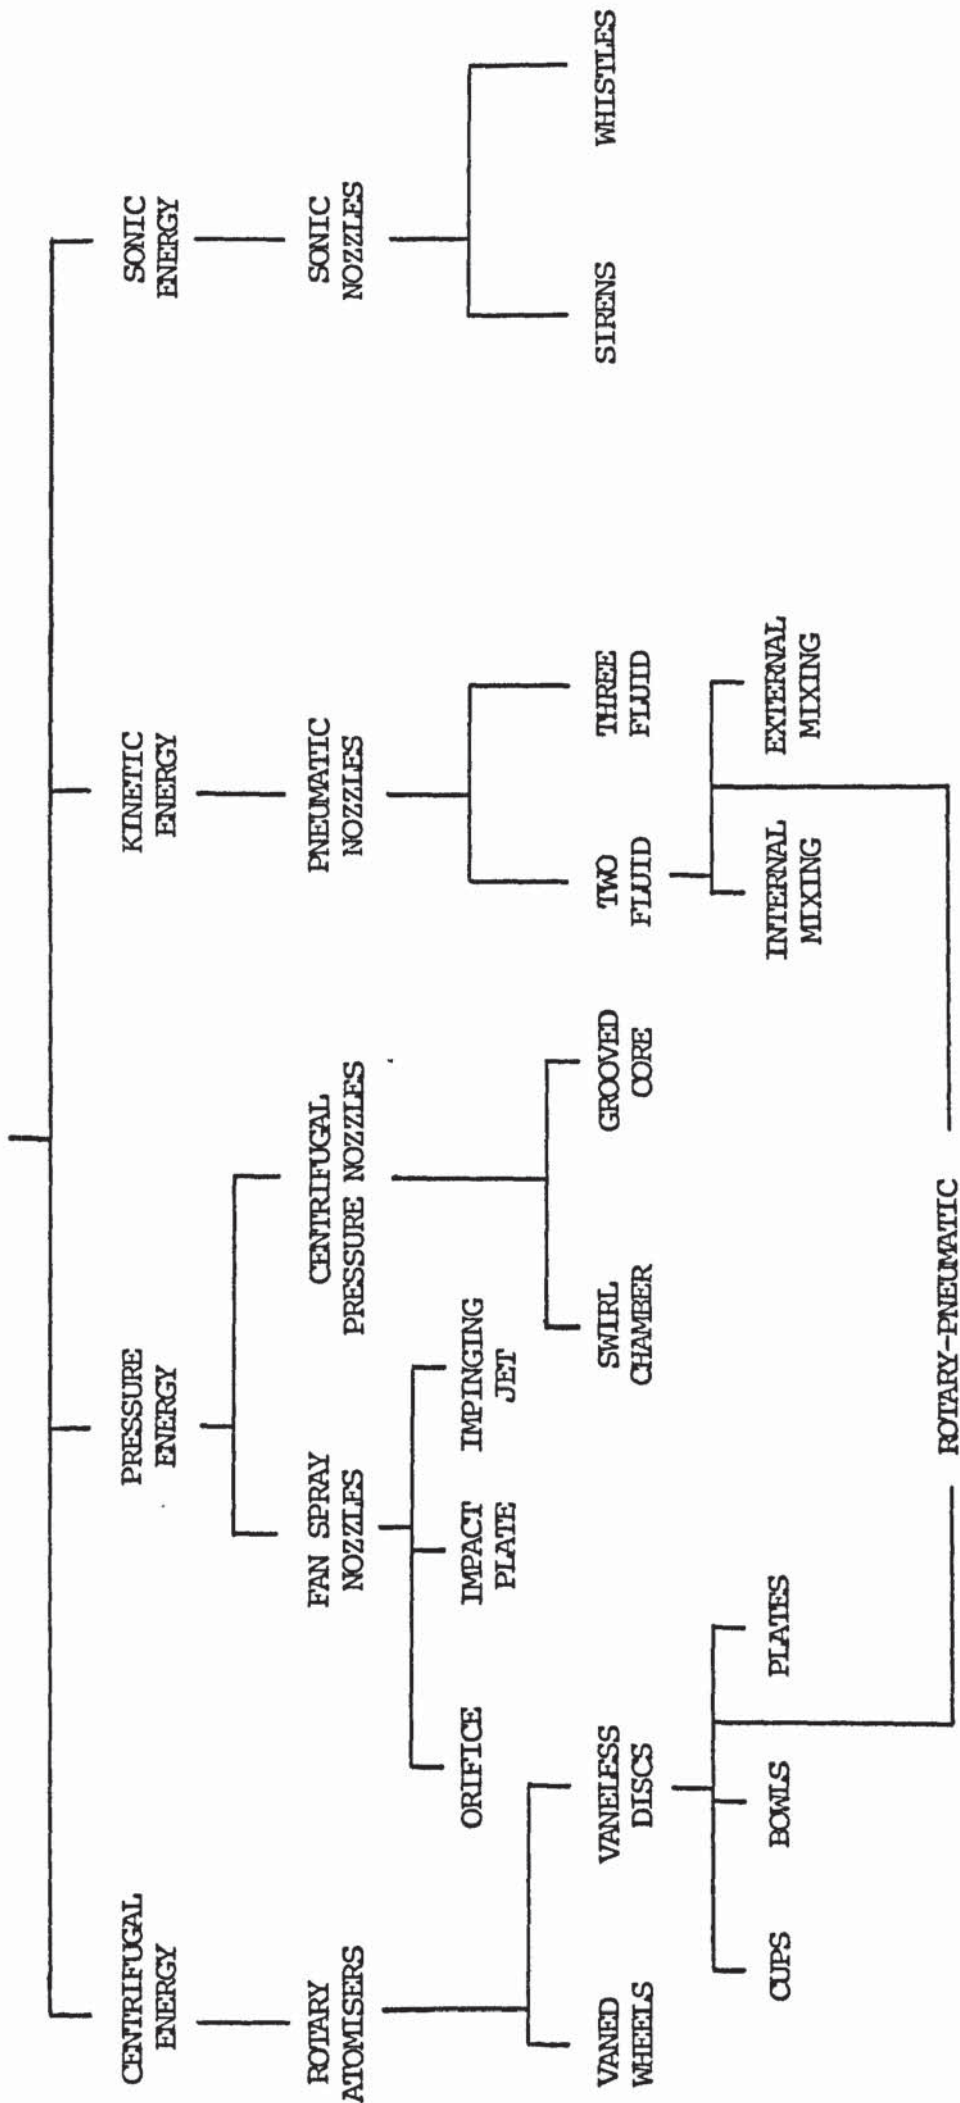 CENTRIFUGAL
ENERGY
PRESSURE
ENERGY
KINETIC
ENERGY
SONIC
ENERGY
ROTARY
ATOMISERS
FAN SPRAY
NOZZLES
CENTRIFUGAL
PRESSURE NOZZLES
PNEUMATIC
NOZZLES
SONIC
NOZZLES
ORIFICE
IMPACT
PLATE
IMPINGING
JET
VANED
WHEELS
VANELESS
DISCS
SWIRL
CHAMBER
GROOVED
CORE
TWO
FLUID
THREE
FLUID
SIRENS
WHISTLES
CUPS
BOWLS
PLATES
INTERNAL
MIXING
EXTERNAL
MIXING
ROTARY-PNEUMATIC